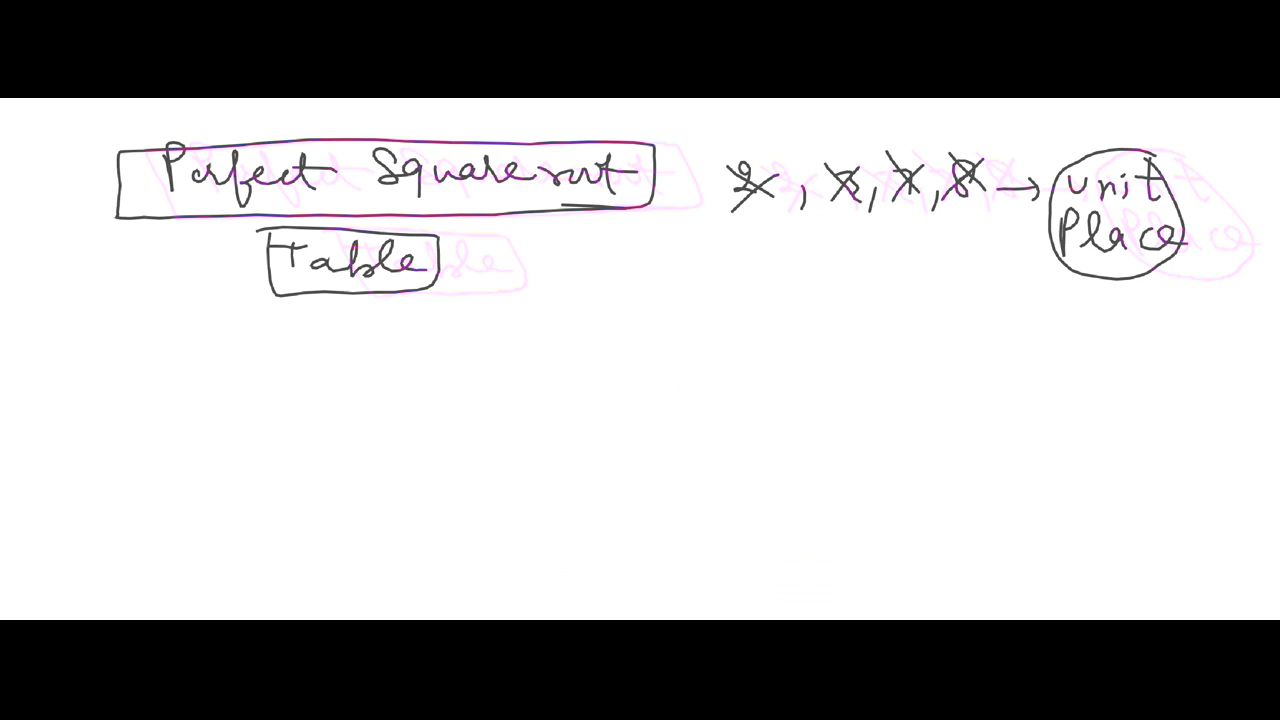 Perfect Squareroot
2, 3, 7, 8 → unit
Place
Table